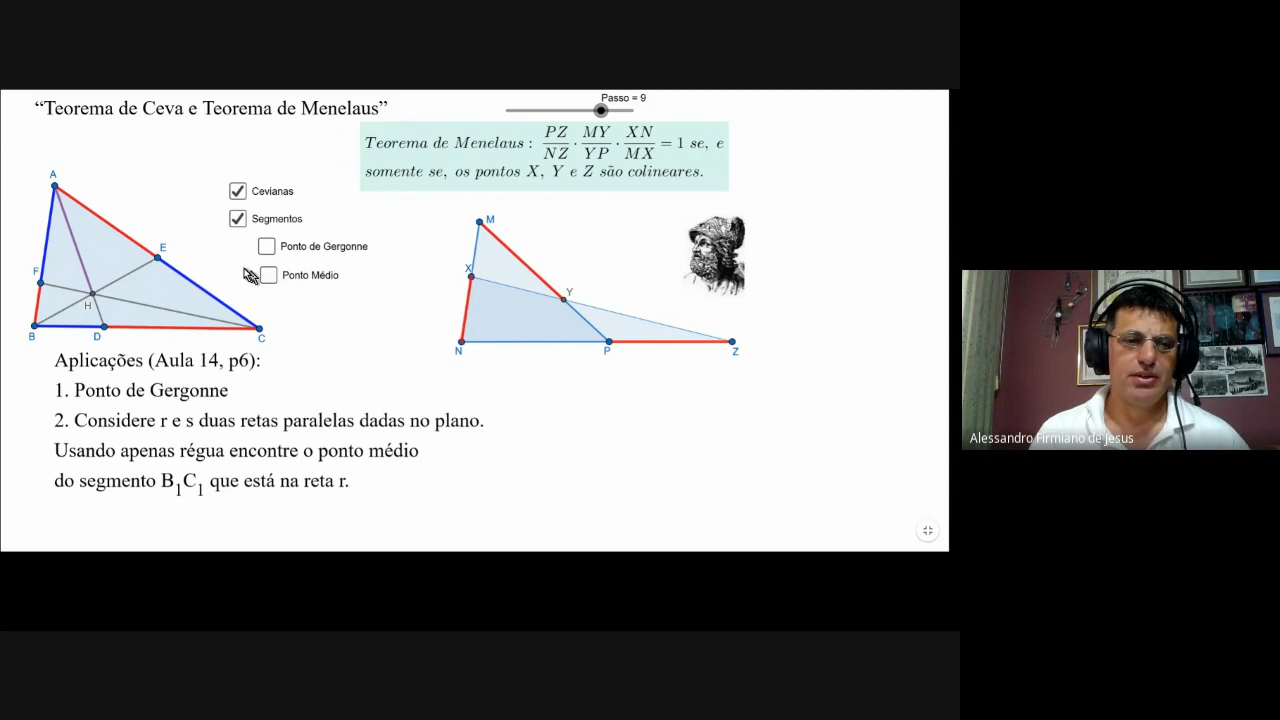 “Teorema de Ceva e Teorema de Menelaus”
Passo = 9
Teorema de Menelaus : PZ/NZ · MY/YP · XN/MX = 1 se, e
somente se, os pontos X, Y e Z são colineares.
A
E
F
H
B
D
C
Cevianas
Segmentos
Ponto de Gergonne
Ponto Médio
M
X
Y
N
P
Z
Aplicações (Aula 14, p6):
1. Ponto de Gergonne
2. Considere r e s duas retas paralelas dadas no plano.
Usando apenas régua encontre o ponto médio
do segmento B₁C₁ que está na reta r.
Alessandro Firmiano de Jesus